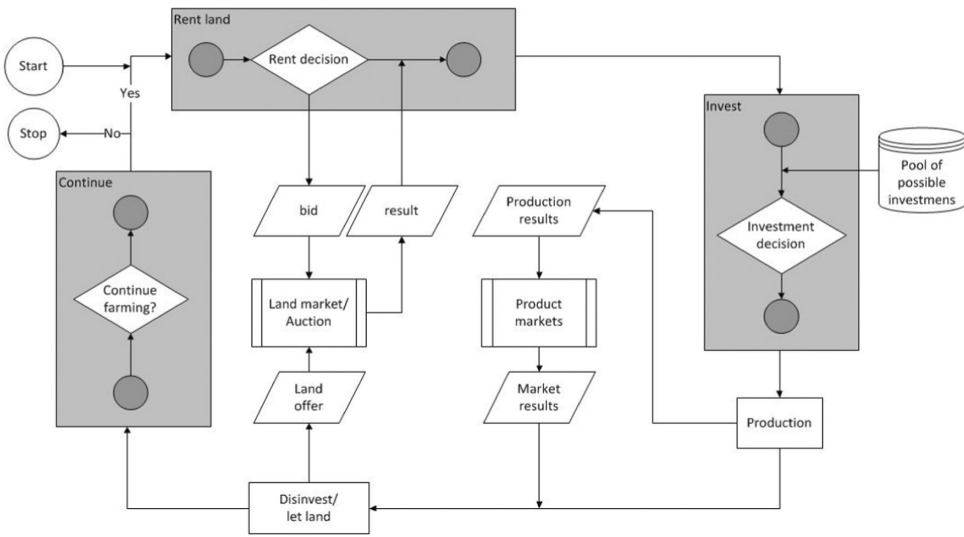 Rent land
Start
Rent decision
Yes
Invest
Stop
No
Pool of
possible
investmens
Continue
bid
result
Production
results
Investment
decision
Continue
farming?
Land market/
Auction
Product
markets
Land
offer
Market
results
Production
Disinvest/
let land